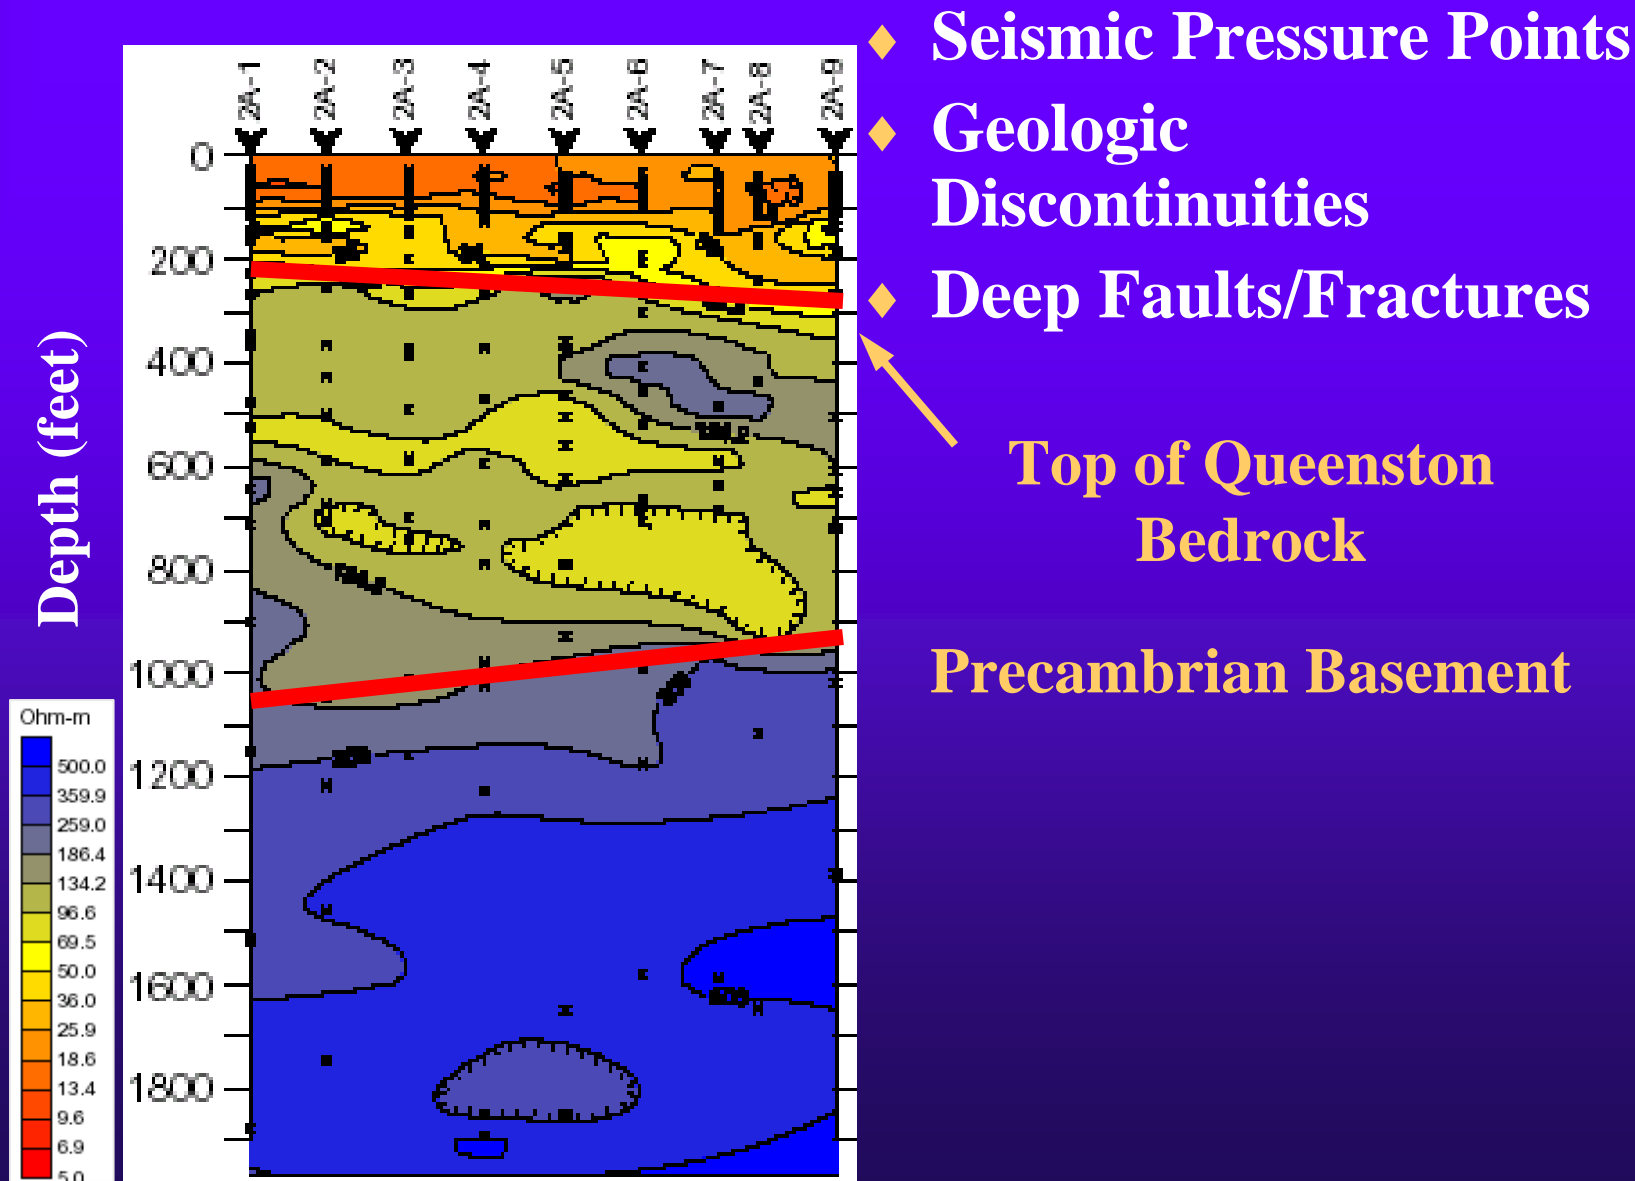 Seismic Pressure Points
Geologic
Discontinuities
Deep Faults/Fractures
Top of Queenston
Bedrock
Precambrian Basement
2A-1 2A-2 2A-3 2A-4 2A-5 2A-6 2A-7 2A-8 2A-9
Depth (feet)
0
200
400
600
800
1000
1200
1400
1600
1800
Ohm-m
500.0
359.9
259.0
186.4
134.2
96.6
69.5
50.0
36.0
25.9
18.6
13.4
9.6
6.9
5.0